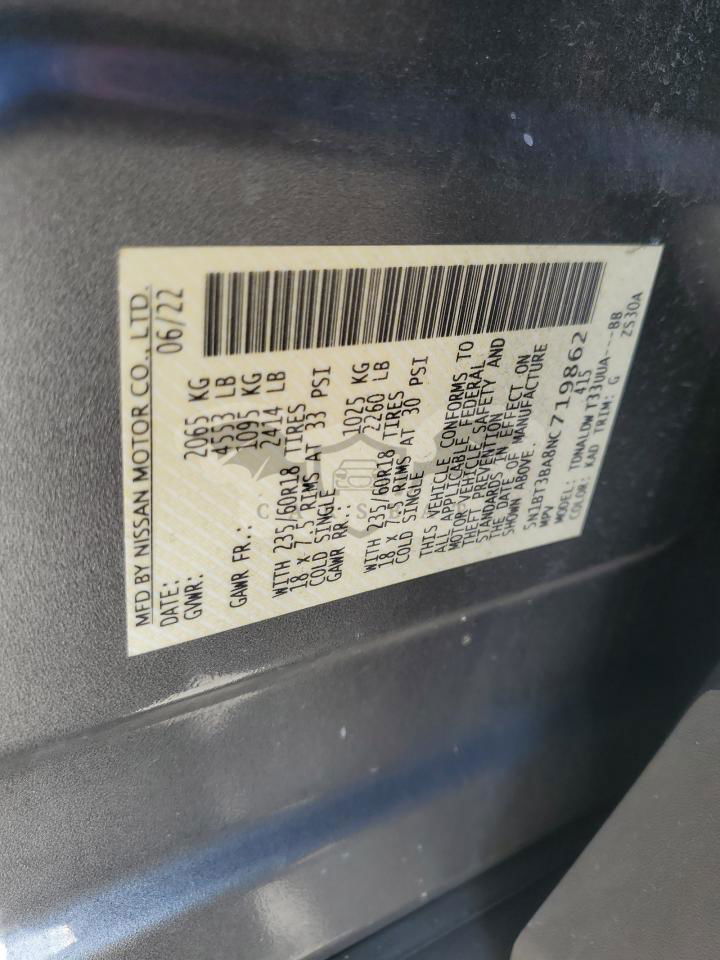 MFD BY NISSAN MOTOR CO., LTD.
DATE: 06/22
GVWR: 2065 KG
4553 LB
GAWR FR.: 1095 KG
2414 LB
WITH 235/60R18 TIRES
18 X 7.5 RIMS AT 33 PSI
COLD SINGLE
GAWR RR.: 1025 KG
2260 LB
WITH 235/60R18 TIRES
18 X 7.5 RIMS AT 30 PSI
COLD SINGLE
THIS VEHICLE CONFORMS TO
ALL APPLICABLE FEDERAL
MOTOR VEHICLE SAFETY AND
THEFT PREVENTION
STANDARDS IN EFFECT ON
THE DATE OF MANUFACTURE
SHOWN ABOVE.
5N1BT3BA8NC719862
MPV 415
MODEL: TONALDWT33UUA---BB
COLOR: KAD TRIM: G ZS30A